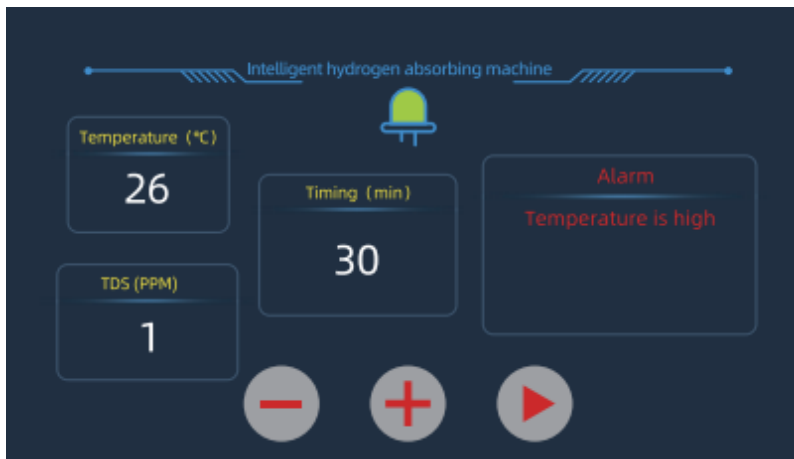 Intelligent hydrogen absorbing machine
Temperature (°C)
26
Timing (min)
30
Alarm
Temperature is high
TDS (PPM)
1